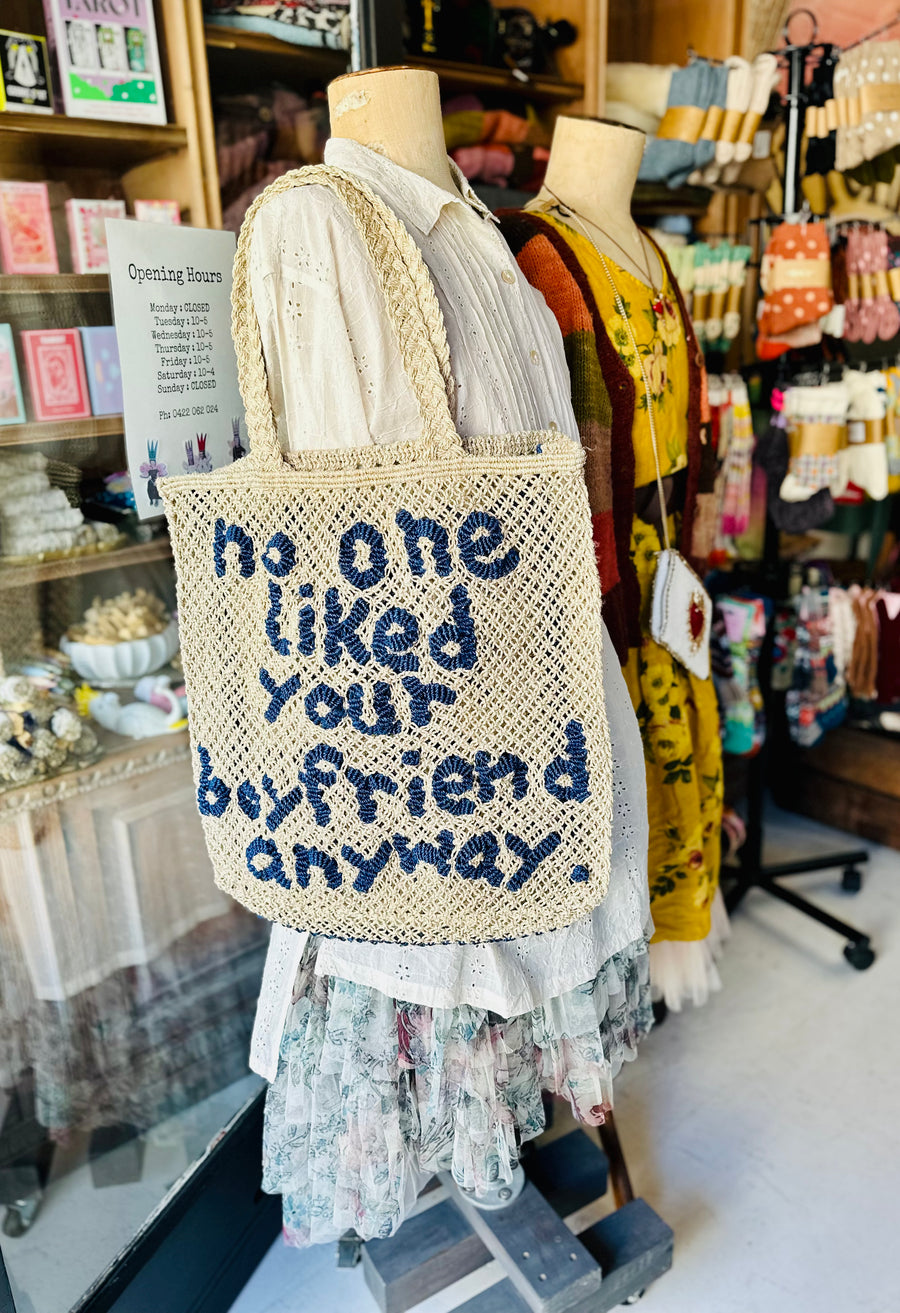 TAROT
Opening Hours
Monday : CLOSED
Tuesday : 10-5
Wednesday : 10-5
Thursday : 10-5
Friday : 10-5
Saturday : 10-4
Sunday : CLOSED
Ph: 0422 062 024
no one
liked
your
boyfriend
anyway.